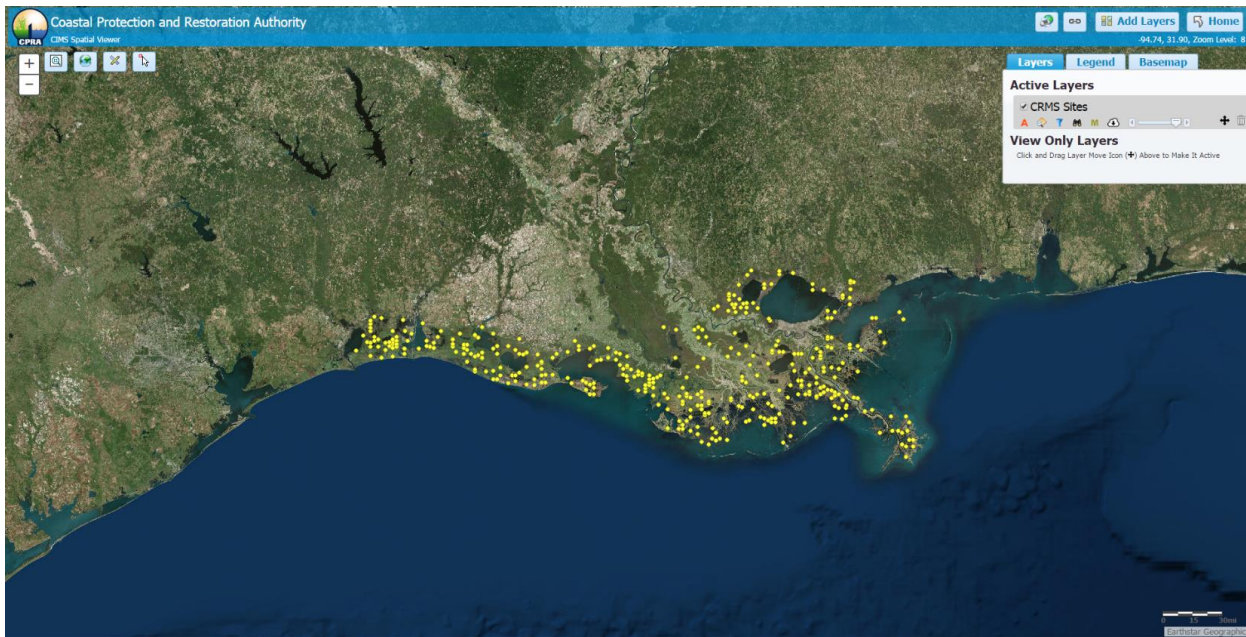 Coastal Protection and Restoration Authority
CPRA
CIMS Spatial Viewer
Add Layers
Home
-94.74, 31.90, Zoom Level: 8
+
−
Layers
Legend
Basemap
Active Layers
CRMS Sites
A
T
M
View Only Layers
Click and Drag Layer Move Icon (✚) Above to Make It Active
0 15 30mi
Earthstar Geographic